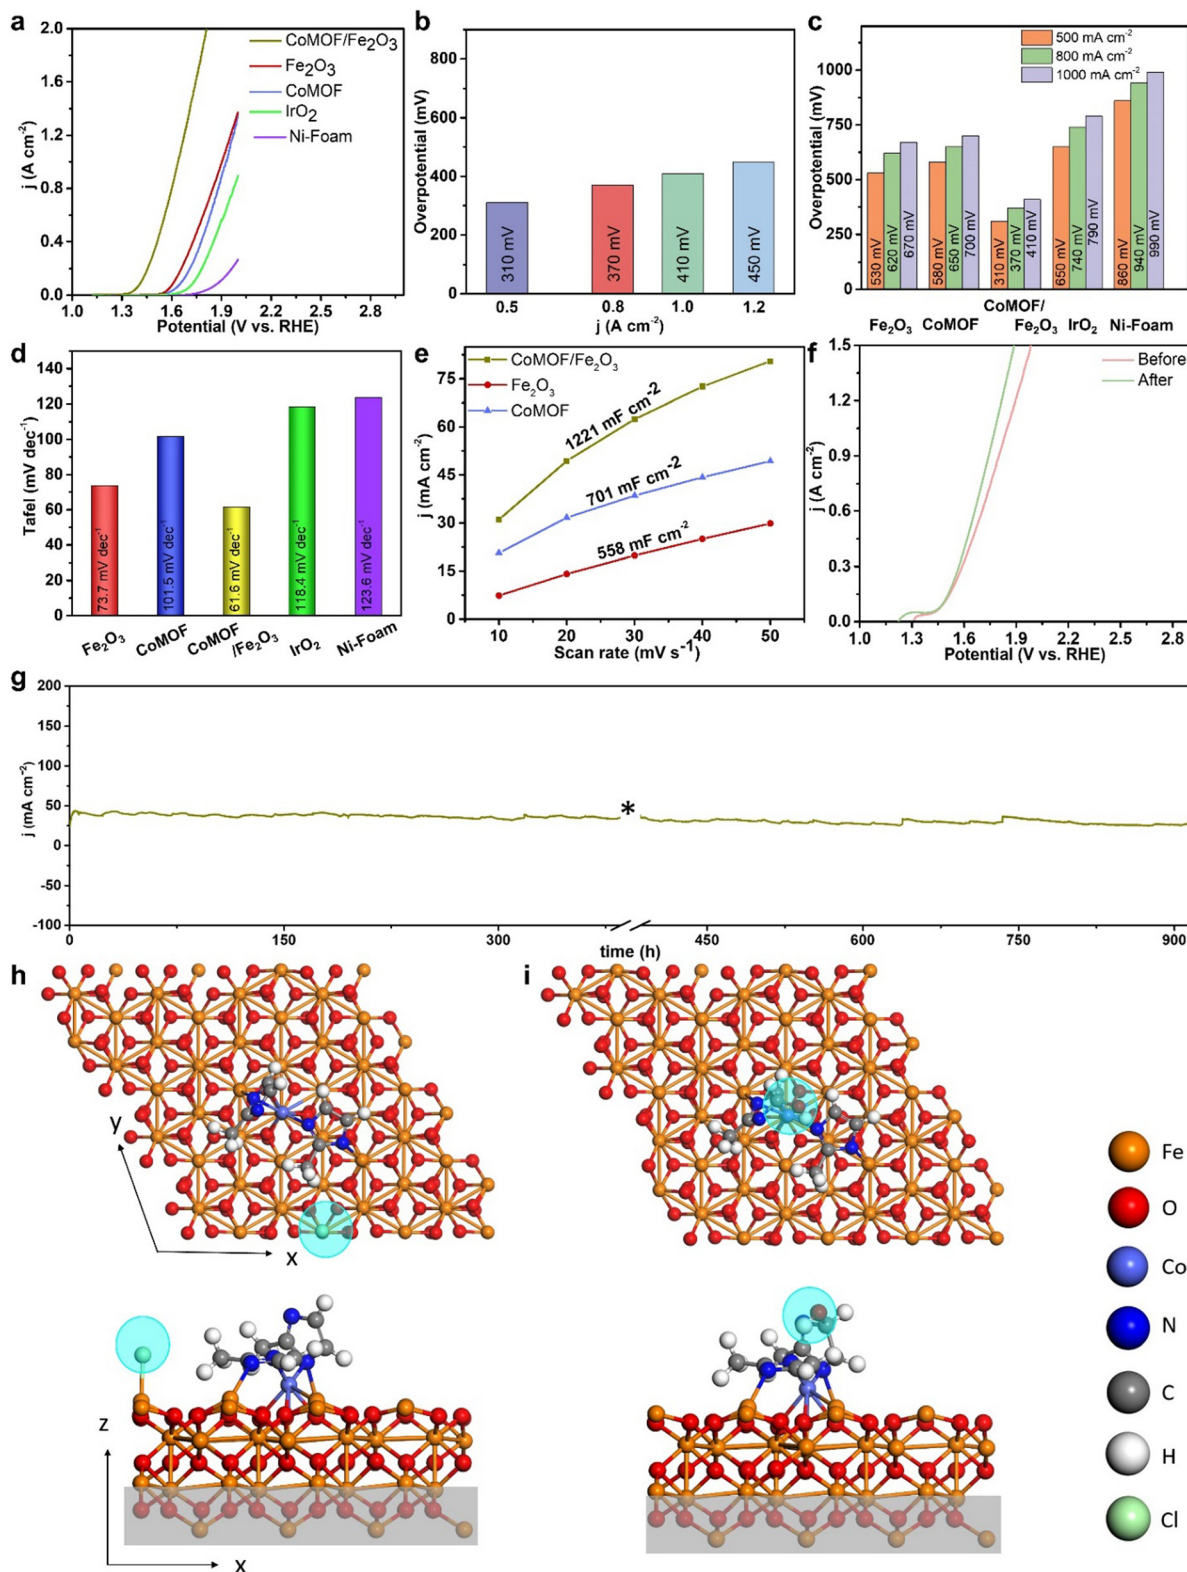 a
2.0
1.6
1.2
0.8
0.4
0.0
j (A cm⁻²)
CoMOF/Fe₂O₃
Fe₂O₃
CoMOF
IrO₂
Ni-Foam
1.2 1.5 1.8 2.1 2.4 2.7
Potential (V vs. RHE)
b
800
600
400
200
0
Overpotential (mV)
310 mV
370 mV
410 mV
450 mV
0.5 0.8 1.0 1.2
j (A cm⁻²)
c
500 mA cm⁻²
800 mA cm⁻²
1000 mA cm⁻²
1000
750
500
250
0
Overpotential (mV)
530 mV
620 mV
670 mV
580 mV
650 mV
700 mV
310 mV
370 mV
410 mV
650 mV
740 mV
790 mV
860 mV
940 mV
990 mV
CoMOF/
Fe₂O₃ CoMOF Fe₂O₃ IrO₂ Ni-Foam
d
140
120
100
80
60
40
20
0
Tafel (mV dec⁻¹)
73.7 mV dec⁻¹
101.5 mV dec⁻¹
61.6 mV dec⁻¹
118.4 mV dec⁻¹
123.6 mV dec⁻¹
Fe₂O₃ CoMOF CoMOF
/Fe₂O₃ IrO₂ Ni-Foam
e
CoMOF/Fe₂O₃
Fe₂O₃
CoMOF
75
60
45
30
15
0
j (mA cm⁻²)
1221 mF cm⁻²
701 mF cm⁻²
558 mF cm⁻²
10 20 30 40 50
Scan rate (mV s⁻¹)
f
Before
After
1.5
1.2
0.9
0.6
0.3
0.0
j (A cm⁻²)
1.0 1.3 1.6 1.9 2.2 2.5 2.8
Potential (V vs. RHE)
g
200
150
100
50
0
-50
-100
j (mA cm⁻²)
*
0 150 300 450 600 750 900
time (h)
h
y
x
z
x
i
Fe
O
Co
N
C
H
Cl